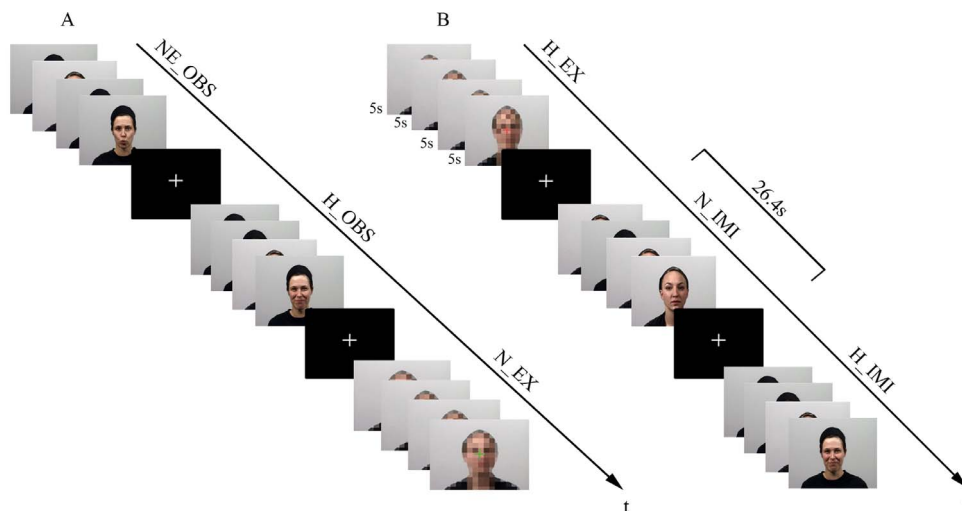 A
NE_OBS
H_OBS
N_EX
t
B
H_EX
5s
5s
5s
5s
N_IMI
26.4s
H_IMI